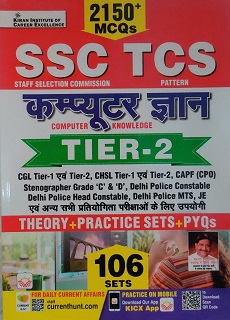 KIRAN INSTITUTE OF
CAREER EXCELLENCE
2150+
MCQs
SSC TCS
STAFF SELECTION COMMISSION PATTERN
कम्प्यूटर ज्ञान
COMPUTER KNOWLEDGE
TIER-2
CGL Tier-1 एवं Tier-2, CHSL Tier-1 एवं Tier-2, CAPF (CPO)
Stenographer Grade 'C' & 'D', Delhi Police Constable
Delhi Police Head Constable, Delhi Police MTS, JE
एवं अन्य सभी प्रतियोगिता परीक्षाओं के लिए उपयोगी
THEORY+PRACTICE SETS+PYQs
106
SETS
FOR DAILY CURRENT AFFAIRS
currenthunt.com
PRACTICE ON MOBILE
Download Our App
KICX App